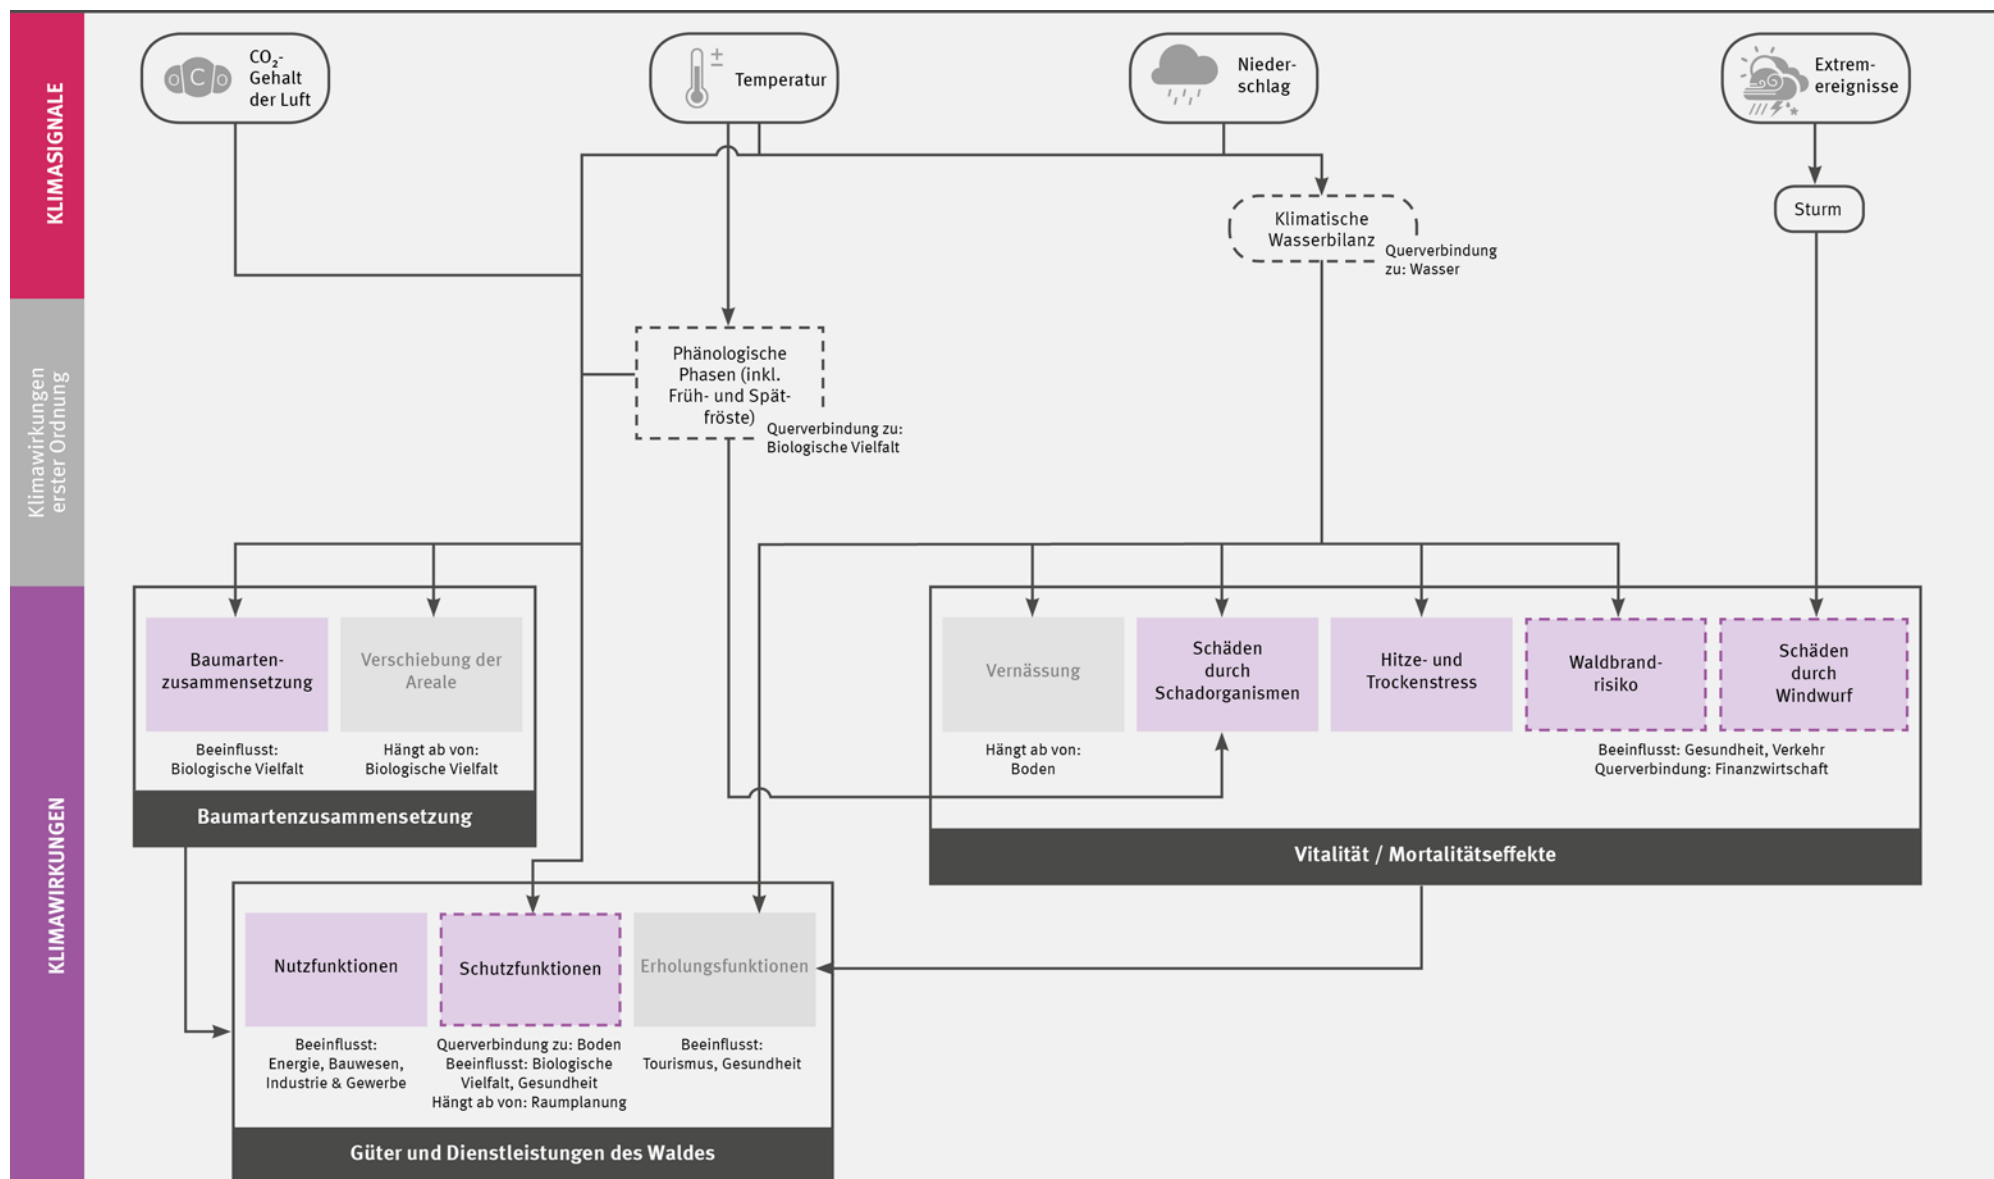 KLIMASIGNALE
CO₂-
Gehalt
der Luft
Temperatur
Nieder-
schlag
Extrem-
ereignisse
Klimatische
Wasserbilanz
Querverbindung
zu: Wasser
Sturm
Klimawirkungen
erster Ordnung
Phänologische
Phasen (inkl.
Früh- und Spät-
fröste)
Querverbindung zu:
Biologische Vielfalt
KLIMAWIRKUNGEN
Baumarten-
zusammensetzung
Beeinflusst:
Biologische Vielfalt
Verschiebung der
Areale
Hängt ab von:
Biologische Vielfalt
Baumartenzusammensetzung
Vernässung
Hängt ab von:
Boden
Schäden
durch
Schadorganismen
Hitze- und
Trockenstress
Waldbrand-
risiko
Schäden
durch
Windwurf
Beeinflusst: Gesundheit, Verkehr
Querverbindung: Finanzwirtschaft
Vitalität / Mortalitätseffekte
Nutzfunktionen
Beeinflusst:
Energie, Bauwesen,
Industrie & Gewerbe
Schutzfunktionen
Querverbindung zu: Boden
Beeinflusst: Biologische
Vielfalt, Gesundheit
Hängt ab von: Raumplanung
Erholungsfunktionen
Beeinflusst:
Tourismus, Gesundheit
Güter und Dienstleistungen des Waldes